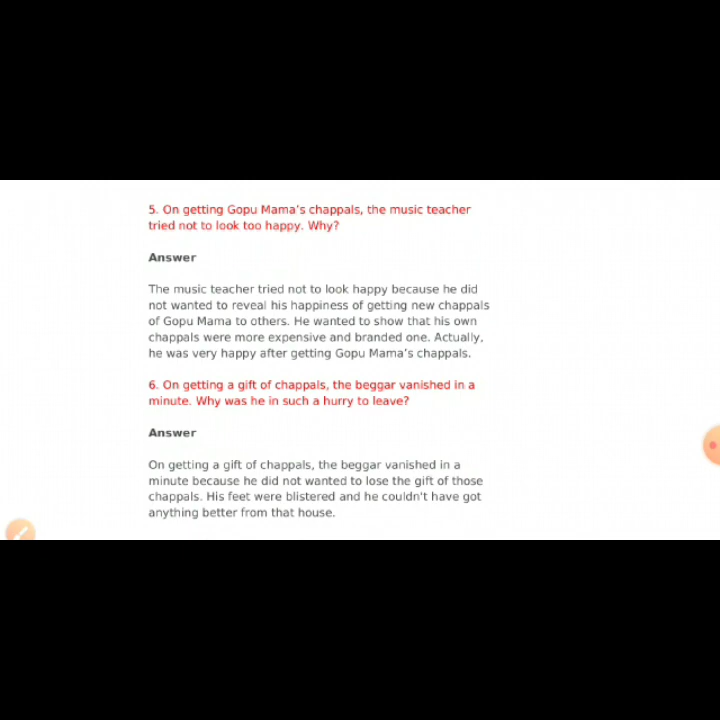 5. On getting Gopu Mama's chappals, the music teacher
tried not to look too happy. Why?
Answer
The music teacher tried not to look happy because he did
not wanted to reveal his happiness of getting new chappals
of Gopu Mama to others. He wanted to show that his own
chappals were more expensive and branded one. Actually,
he was very happy after getting Gopu Mama's chappals.
6. On getting a gift of chappals, the beggar vanished in a
minute. Why was he in such a hurry to leave?
Answer
On getting a gift of chappals, the beggar vanished in a
minute because he did not wanted to lose the gift of those
chappals. His feet were blistered and he couldn't have got
anything better from that house.